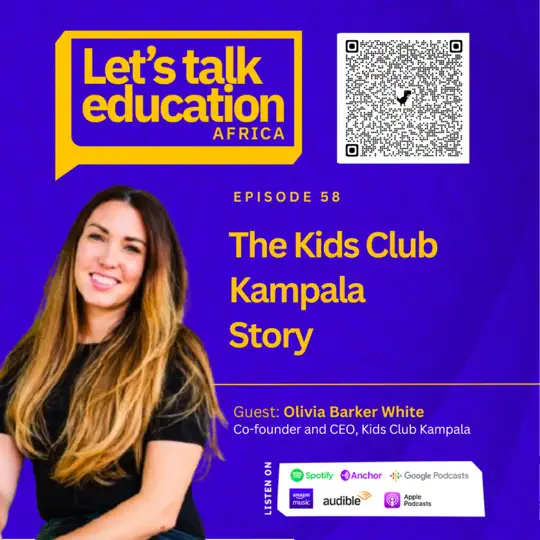 Let's talk
education
AFRICA
EPISODE 58
The Kids Club
Kampala
Story
Guest: Olivia Barker White
Co-founder and CEO, Kids Club Kampala
LISTEN ON
Spotify Anchor Google Podcasts
amazon music audible Apple Podcasts